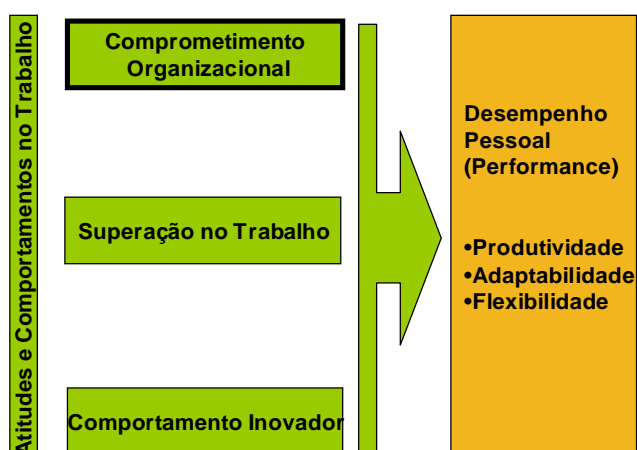 Atitudes e Comportamentos no Trabalho
Comprometimento
Organizacional
Superação no Trabalho
Comportamento Inovador
Desempenho
Pessoal
(Performance)
•Produtividade
•Adaptabilidade
•Flexibilidade